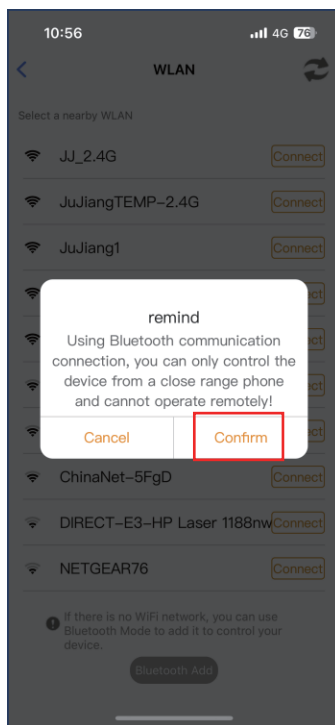 10:56 4G 76
WLAN
Select a nearby WLAN
JJ_2.4G Connect
JuJiangTEMP-2.4G Connect
JuJiang1 Connect
remind
Using Bluetooth communication
connection, you can only control the
device from a close range phone
and cannot operate remotely!
Cancel Confirm
ChinaNet-5FgD Connect
DIRECT-E3-HP Laser 1188nw Connect
NETGEAR76 Connect
If there is no WiFi network, you can use
Bluetooth Mode to add it to control your
device.
Bluetooth Add